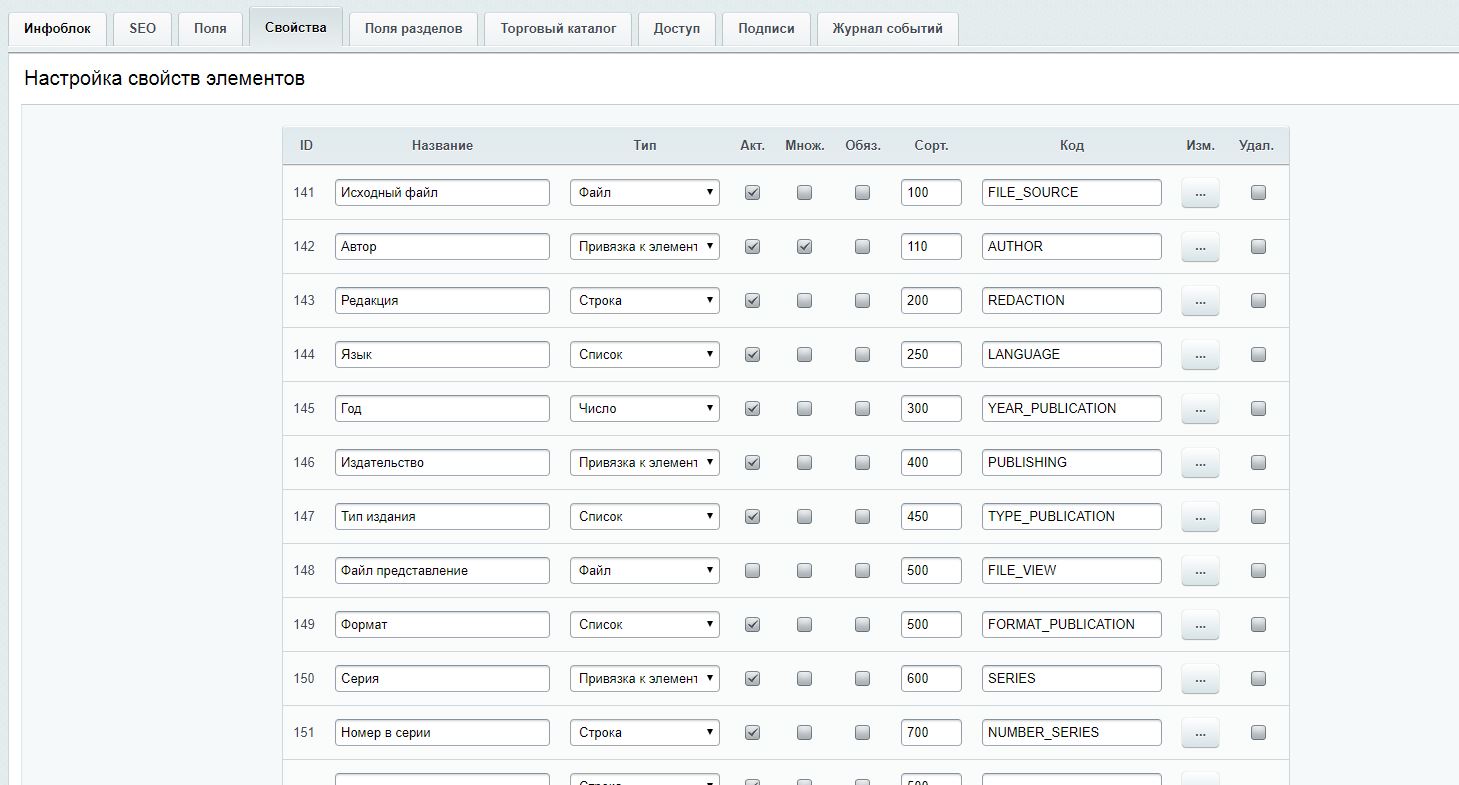 Инфоблок SEO Поля Свойства Поля разделов Торговый каталог Доступ Подписи Журнал событий
Настройка свойств элементов
ID Название Тип Акт. Множ. Обяз. Сорт. Код Изм. Удал.
141 Исходный файл Файл 100 FILE_SOURCE ...
142 Автор Привязка к элемент 110 AUTHOR ...
143 Редакция Строка 200 REDACTION ...
144 Язык Список 250 LANGUAGE ...
145 Год Число 300 YEAR_PUBLICATION ...
146 Издательство Привязка к элемент 400 PUBLISHING ...
147 Тип издания Список 450 TYPE_PUBLICATION ...
148 Файл представление Файл 500 FILE_VIEW ...
149 Формат Список 500 FORMAT_PUBLICATION ...
150 Серия Привязка к элемент 600 SERIES ...
151 Номер в серии Строка 700 NUMBER_SERIES ...
Строка 500